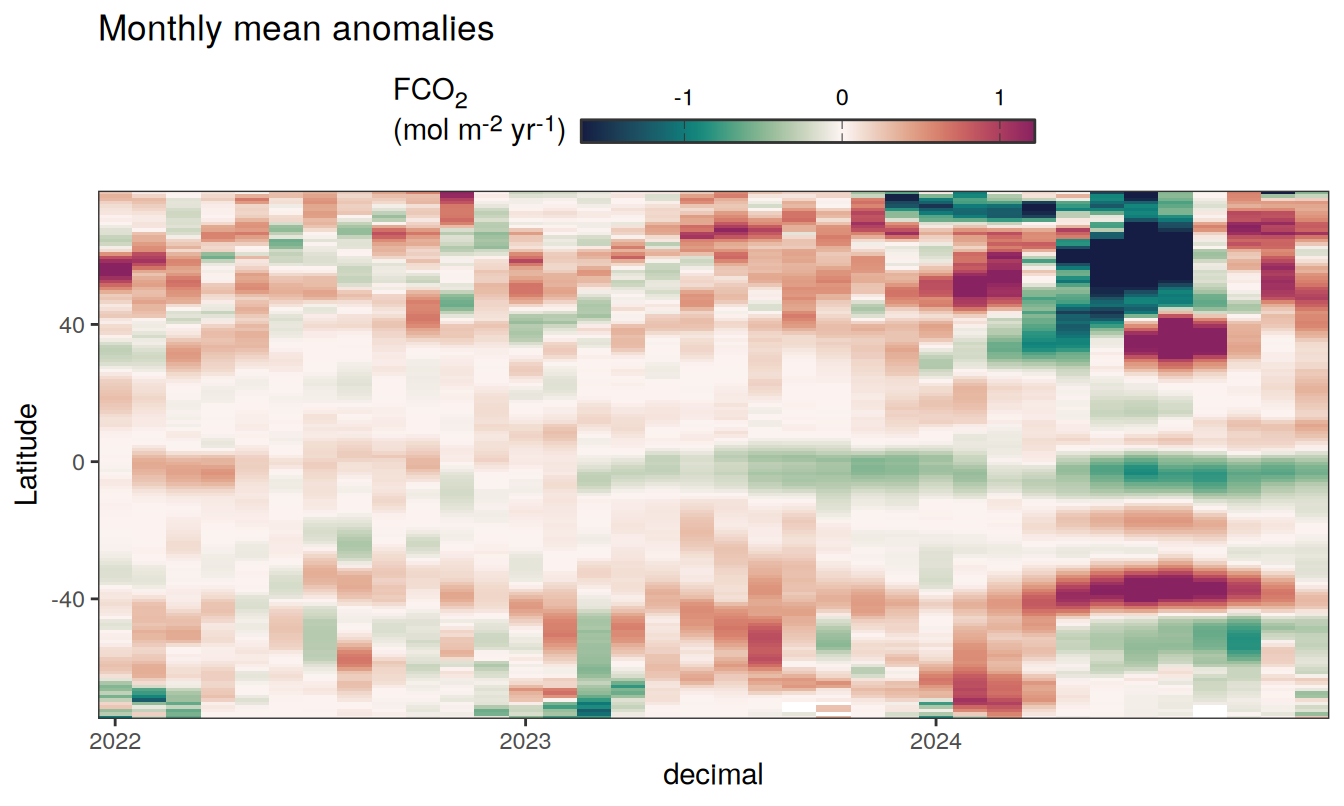 Monthly mean anomalies
FCO₂
(mol m⁻² yr⁻¹)
-1 0 1
Latitude
40
0
-40
2022 2023 2024
decimal